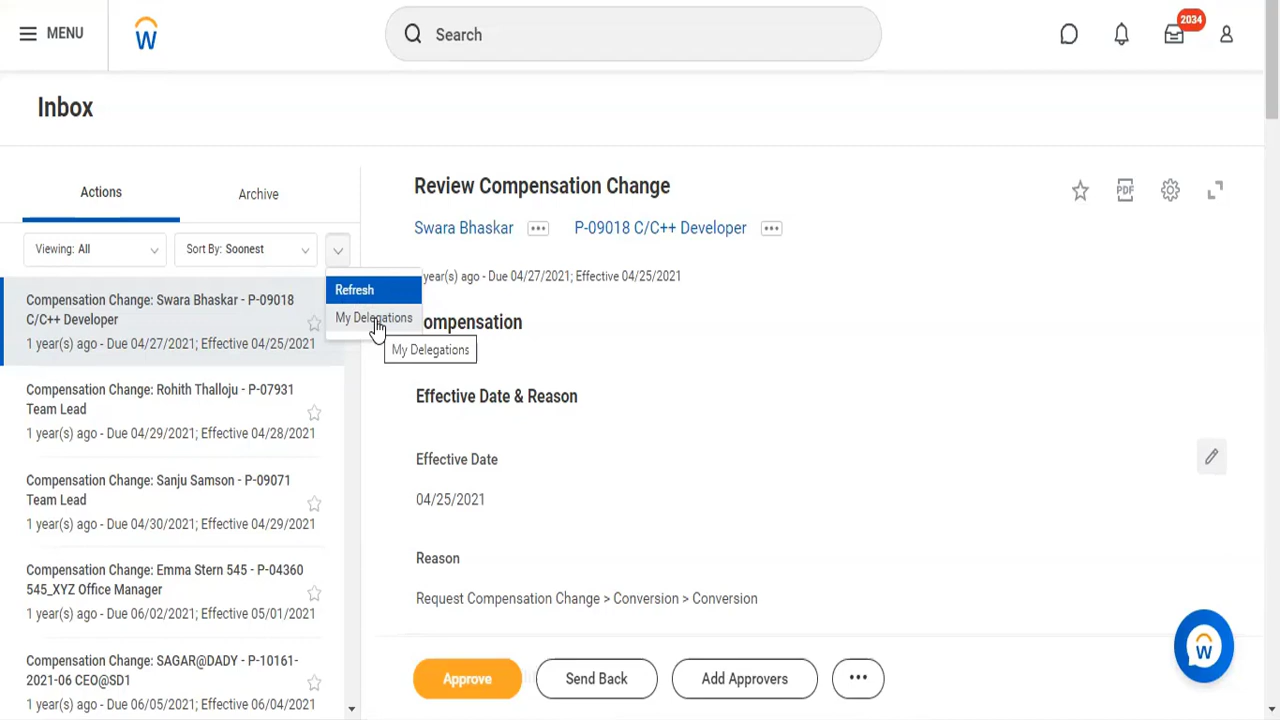 MENU
W
Search
2034
Inbox
Actions
Archive
Viewing: All
Sort By: Soonest
Refresh
My Delegations
My Delegations
Compensation Change: Swara Bhaskar - P-09018
C/C++ Developer
1 year(s) ago - Due 04/27/2021; Effective 04/25/2021
Compensation Change: Rohith Thalloju - P-07931
Team Lead
1 year(s) ago - Due 04/29/2021; Effective 04/28/2021
Compensation Change: Sanju Samson - P-09071
Team Lead
1 year(s) ago - Due 04/30/2021; Effective 04/29/2021
Compensation Change: Emma Stern 545 - P-04360
545_XYZ Office Manager
1 year(s) ago - Due 06/02/2021; Effective 05/01/2021
Compensation Change: SAGAR@DADY - P-10161-
2021-06 CEO@SD1
1 year(s) ago - Due 06/05/2021; Effective 06/04/2021
Review Compensation Change
PDF
Swara Bhaskar
P-09018 C/C++ Developer
year(s) ago - Due 04/27/2021; Effective 04/25/2021
ompensation
Effective Date & Reason
Effective Date
04/25/2021
Reason
Request Compensation Change > Conversion > Conversion
Approve
Send Back
Add Approvers
W